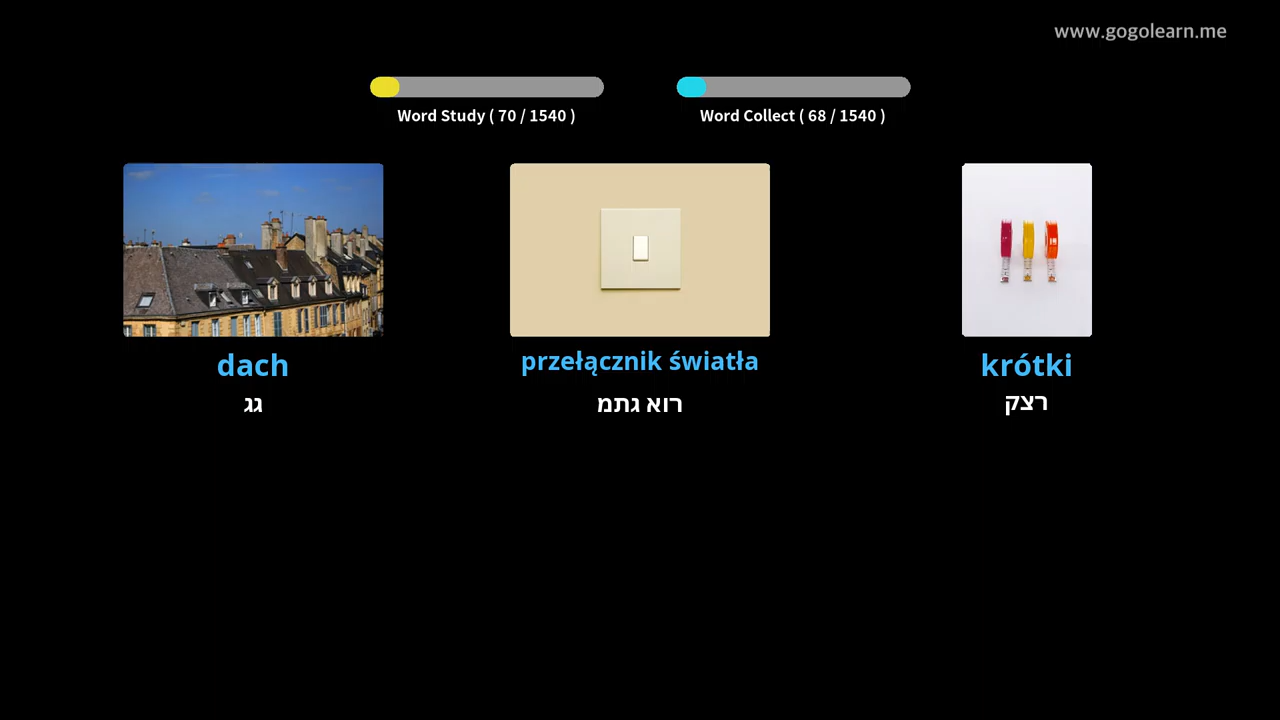 www.gogolearn.me
Word Study ( 70 / 1540 )
Word Collect ( 68 / 1540 )
dach
גג
przełącznik światła
רוא גתמ
krótki
רצק